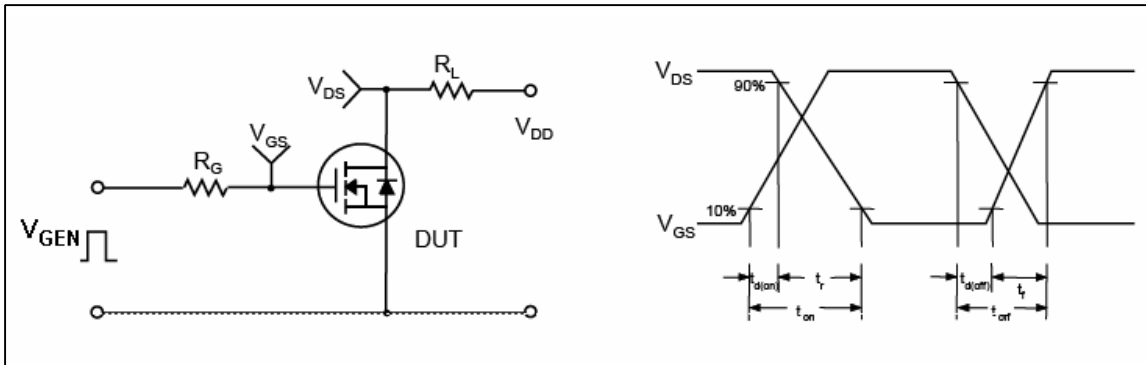 R_L
V_DS
V_DD
V_GS
R_G
V_GEN
DUT
V_DS
90%
10%
V_GS
t_d(on)
t_r
t_d(off)
t_f
t_on
t_off